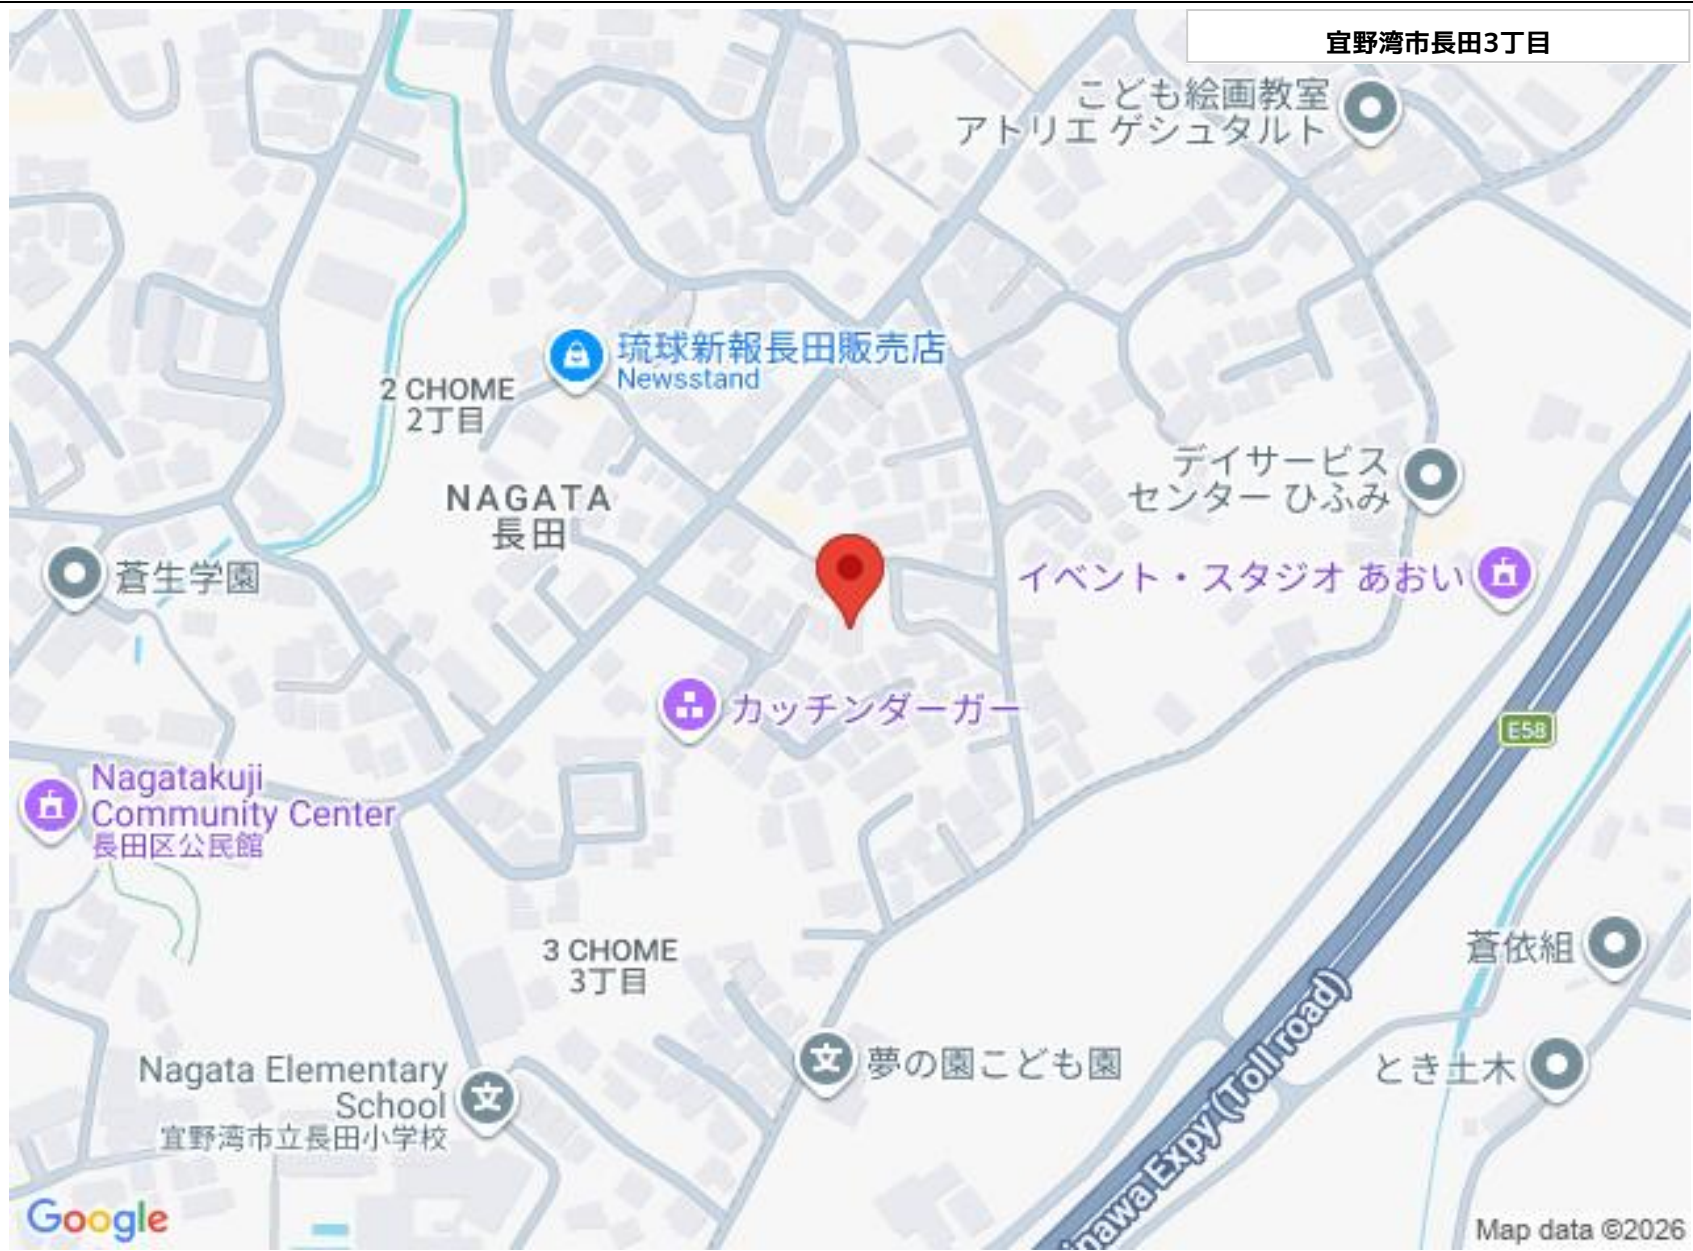 宜野湾市長田3丁目
こども絵画教室
アトリエ ゲシュタルト
琉球新報長田販売店
Newsstand
2 CHOME
2丁目
デイサービス
センター ひふみ
NAGATA
長田
蒼生学園
イベント・スタジオ あおい
カッチンダーガー
E58
Nagatakuji
Community Center
長田区公民館
3 CHOME
3丁目
蒼依組
Nagata Elementary
School
宜野湾市立長田小学校
夢の園こども園
とき土木
inawa Expy (Toll road)
Google
Map data ©2026